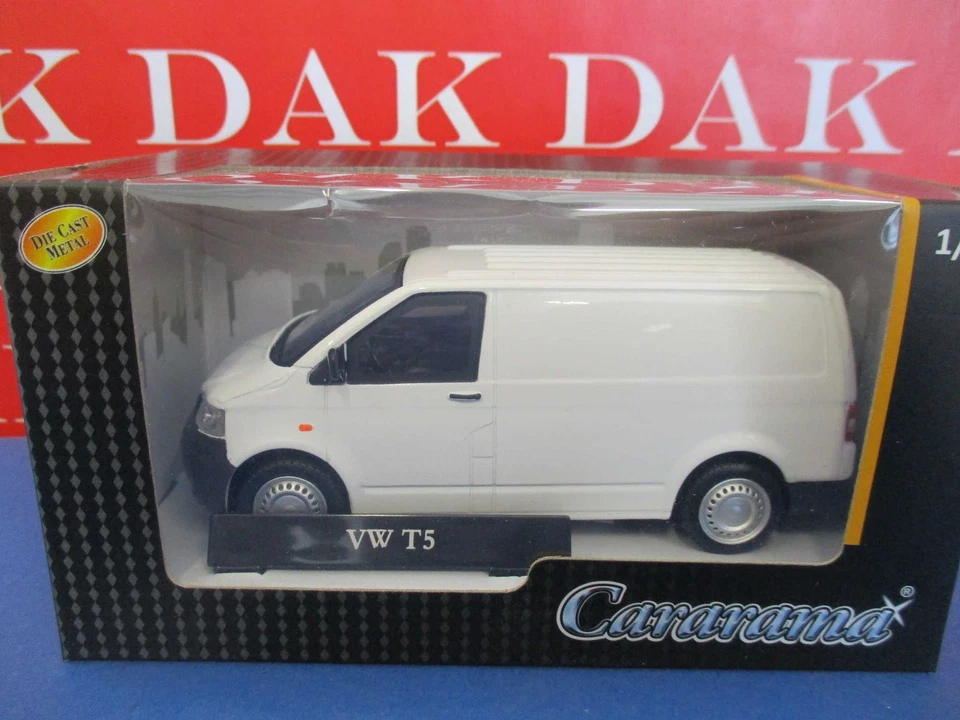 K DAK DAK DAK
DIE CAST
METAL
1/
VW T5
Cararama®